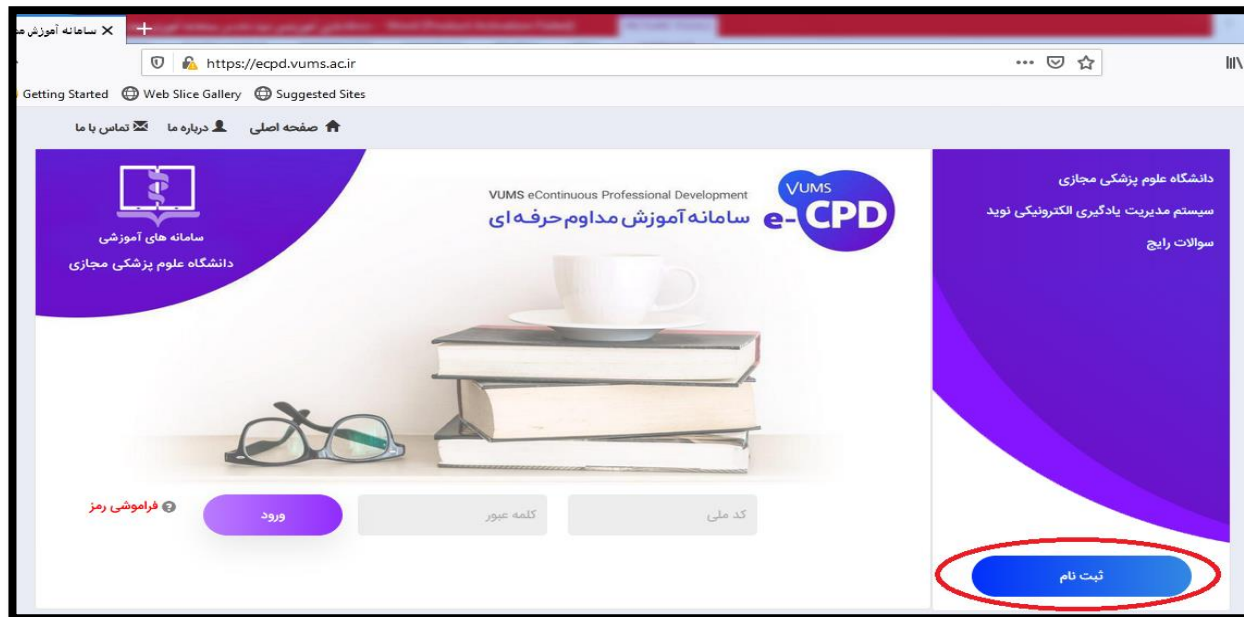 سامانه آموزش
https://ecpd.vums.ac.ir
Getting Started Web Slice Gallery Suggested Sites
صفحه اصلی درباره ما تماس با ما
دانشگاه علوم پزشکی مجازی
سیستم مدیریت یادگیری الکترونیکی نوید
سوالات رایج
VUMS
e-CPD
VUMS eContinuous Professional Development
سامانه آموزش مداوم حرفه ای
سامانه های آموزشی
دانشگاه علوم پزشکی مجازی
کد ملی
کلمه عبور
ورود
فراموشی رمز
ثبت نام